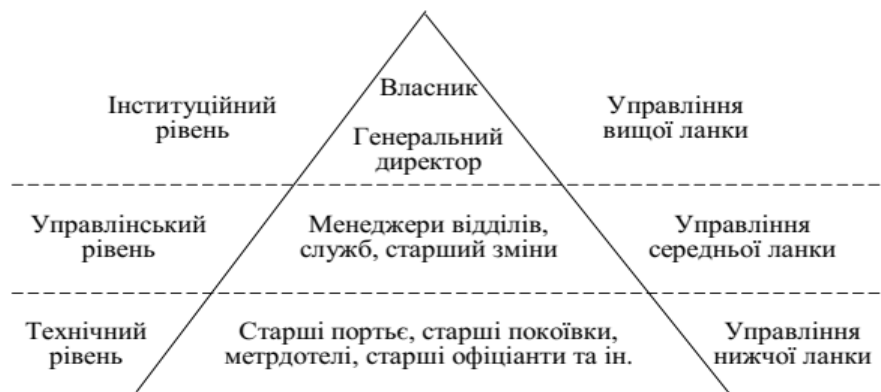 Власник
Інституційний
рівень
Генеральний
директор
Управління
вищої ланки
Управлінський
рівень
Менеджери відділів,
служб, старший зміни
Управління
середньої ланки
Технічний
рівень
Старші портьє, старші покоївки,
метрдотелі, старші офіціанти та ін.
Управління
нижчої ланки